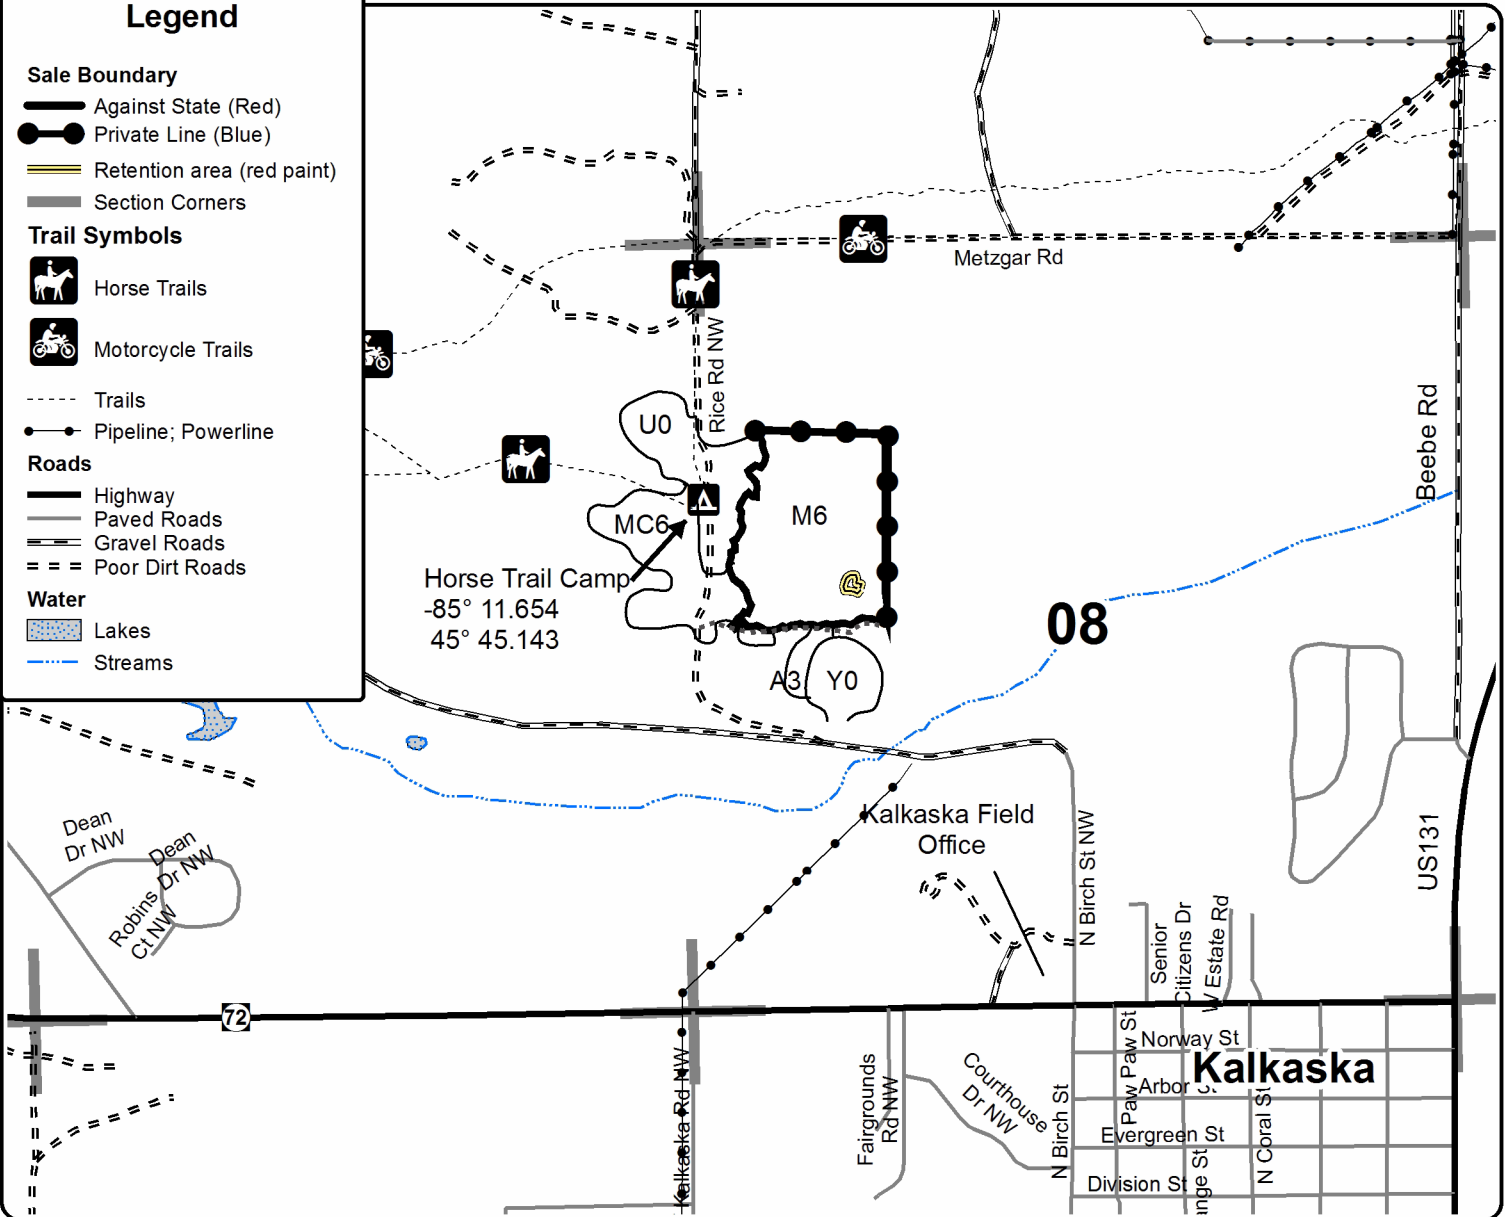 Legend
Sale Boundary
Against State (Red)
Private Line (Blue)
Retention area (red paint)
Section Corners
Trail Symbols
Horse Trails
Motorcycle Trails
Trails
Pipeline; Powerline
Roads
Highway
Paved Roads
Gravel Roads
Poor Dirt Roads
Water
Lakes
Streams
Metzgar Rd
Rice Rd NW
Beebe Rd
U0
MC6
M6
Horse Trail Camp
-85° 11.654
45° 45.143
08
A3
Y0
Kalkaska Field
Office
N Birch St NW
US131
Dean
Dr NW
Dean
Dr NW
Robins
Ct NW
Senior
Citizens Dr
W Estate Rd
72
Kalkaska Rd NW
Fairgrounds
Rd NW
Courthouse
Dr NW
N Birch St
Paw Paw St
Norway St
Kalkaska
Arbor
Evergreen St
N Coral St
Division St
ange St